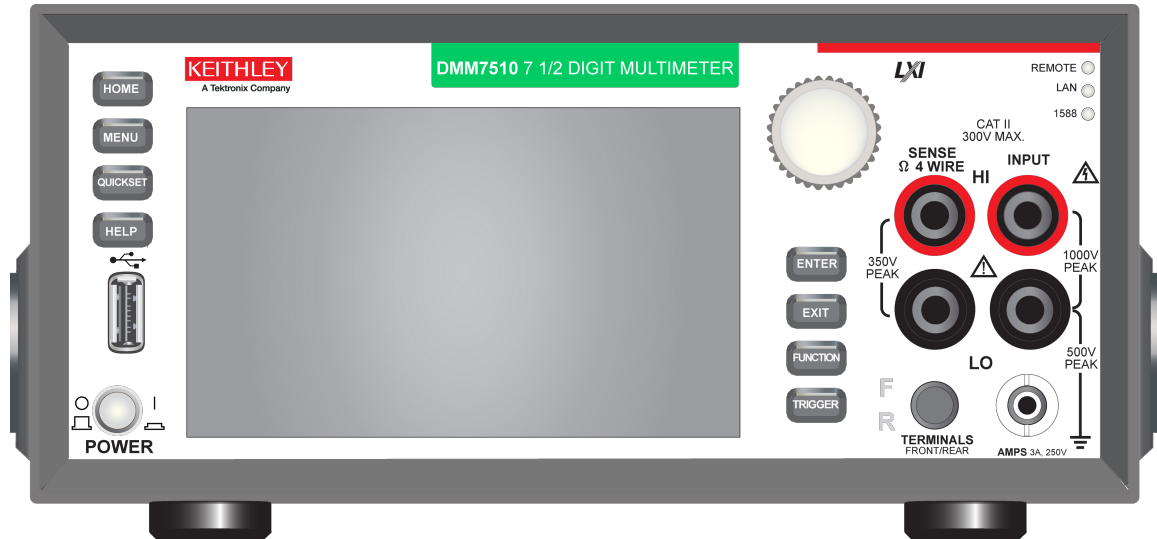 KEITHLEY
A Tektronix Company
DMM7510 7 1/2 DIGIT MULTIMETER
LXI
REMOTE
LAN
1588
HOME
MENU
QUICKSET
HELP
POWER
CAT II
300V MAX.
SENSE
Ω 4 WIRE
INPUT
HI
350V
PEAK
1000V
PEAK
ENTER
EXIT
FUNCTION
TRIGGER
LO
500V
PEAK
F
R
TERMINALS
FRONT/REAR
AMPS 3A, 250V